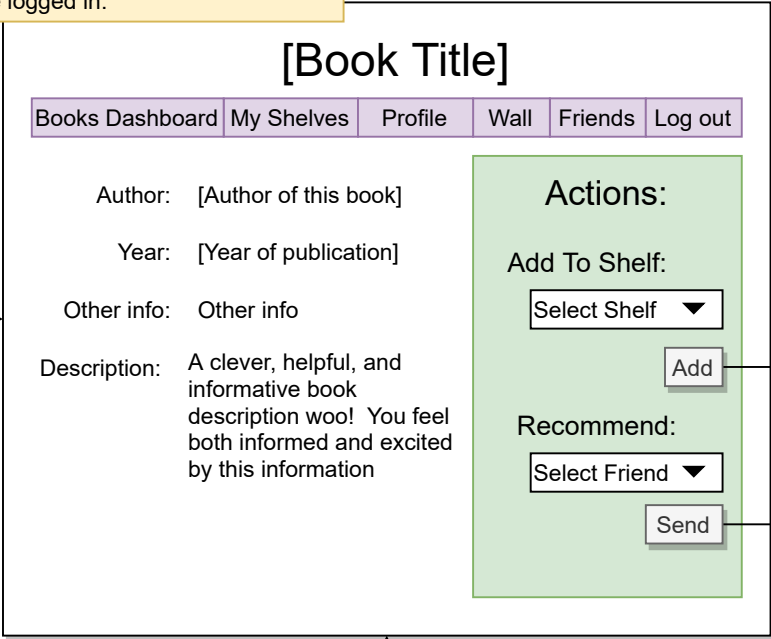 logged in.
[Book Title]
Books Dashboard My Shelves Profile Wall Friends Log out
Author: [Author of this book]
Year: [Year of publication]
Other info: Other info
Description: A clever, helpful, and
informative book
description woo! You feel
both informed and excited
by this information
Actions:
Add To Shelf:
Select Shelf
Add
Recommend:
Select Friend
Send